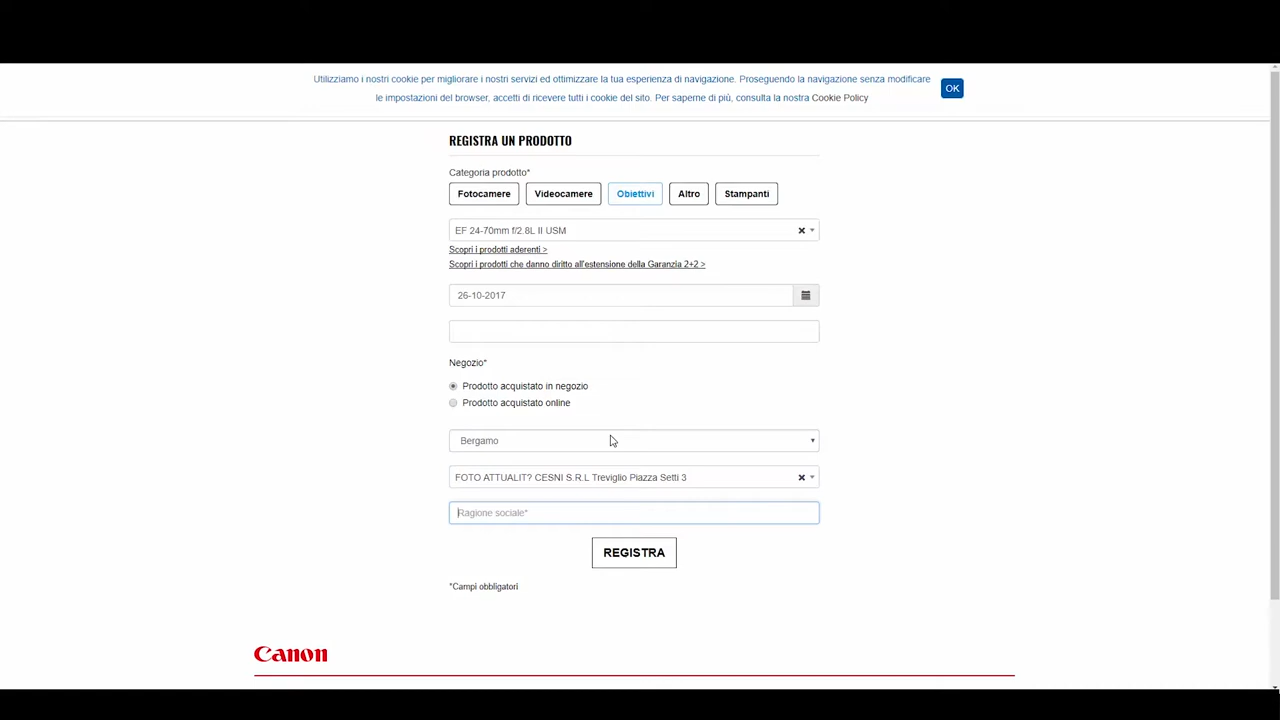 Utilizziamo i nostri cookie per migliorare i nostri servizi ed ottimizzare la tua esperienza di navigazione. Proseguendo la navigazione senza modificare
le impostazioni del browser, accetti di ricevere tutti i cookie del sito. Per saperne di più, consulta la nostra Cookie Policy
OK
REGISTRA UN PRODOTTO
Categoria prodotto*
Fotocamere Videocamere Obiettivi Altro Stampanti
EF 24-70mm f/2.8L II USM
Scopri i prodotti aderenti >
Scopri i prodotti che danno diritto all'estensione della Garanzia 2+2 >
26-10-2017
Negozio*
Prodotto acquistato in negozio
Prodotto acquistato online
Bergamo
FOTO ATTUALIT? CESNI S.R.L Treviglio Piazza Setti 3
Ragione sociale*
REGISTRA
*Campi obbligatori
Canon